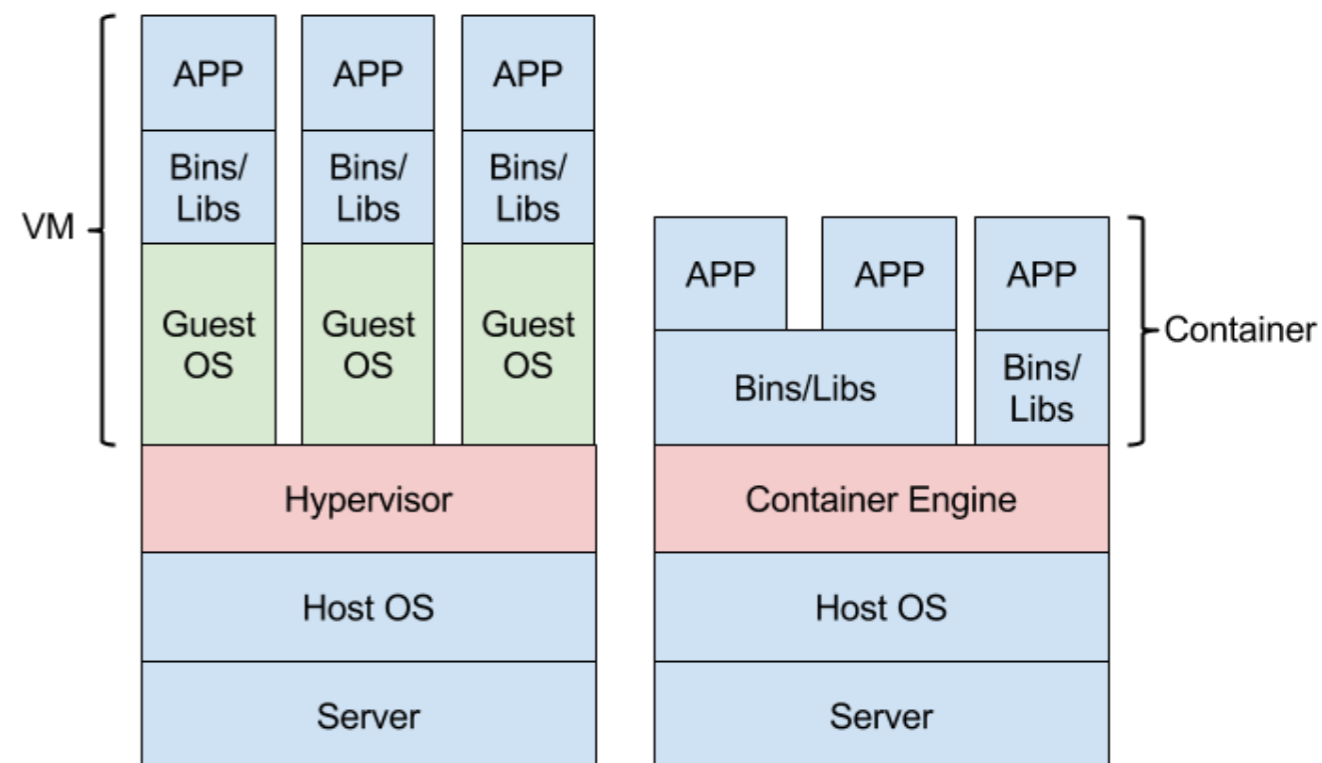 APP
APP
APP
Bins/
Libs
Bins/
Libs
Bins/
Libs
VM
Guest
OS
Guest
OS
Guest
OS
Hypervisor
Host OS
Server
APP
APP
APP
Bins/Libs
Bins/
Libs
Container
Container Engine
Host OS
Server